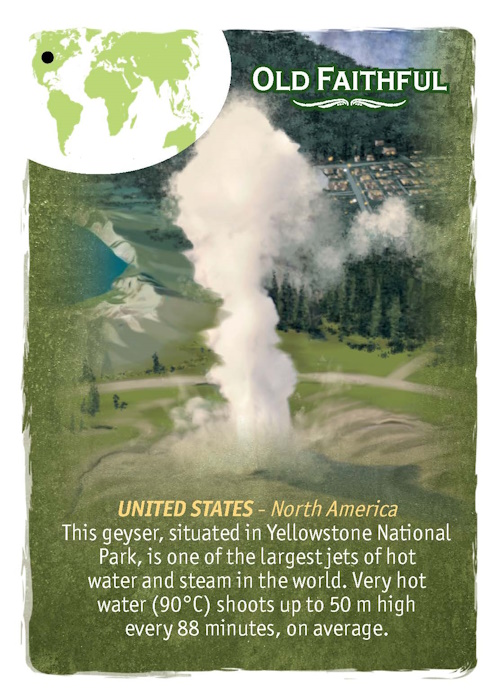 OLD FAITHFUL
UNITED STATES - North America
This geyser, situated in Yellowstone National
Park, is one of the largest jets of hot
water and steam in the world. Very hot
water (90°C) shoots up to 50 m high
every 88 minutes, on average.